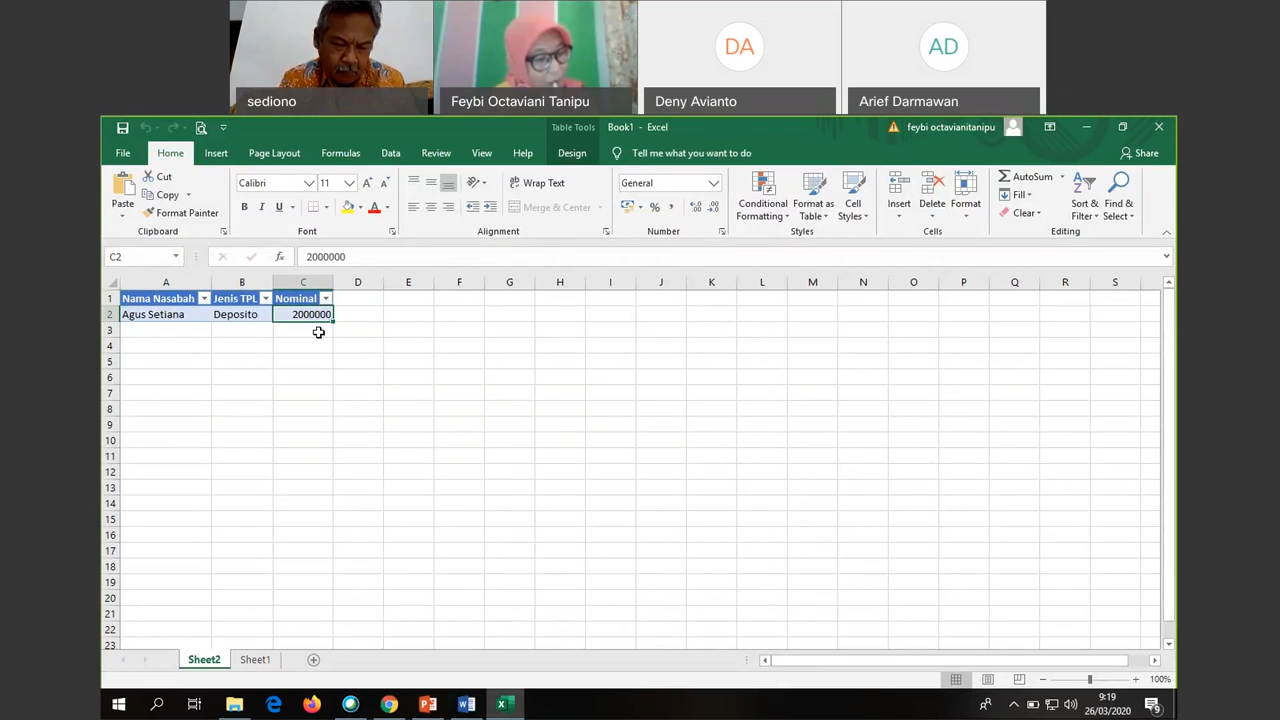 DA
AD
sediono
Feybi Octaviani Tanipu
Deny Avianto
Arief Darmawan
Table Tools
Book1 - Excel
feybi octavianitanipu
File
Home
Insert
Page Layout
Formulas
Data
Review
View
Help
Design
Tell me what you want to do
Share
Paste
Cut
Copy
Format Painter
Clipboard
Calibri
11
B I U
Font
Wrap Text
Merge & Center
Alignment
General
%
Number
Conditional Formatting
Format as Table
Cell Styles
Styles
Insert
Delete
Format
Cells
AutoSum
Fill
Clear
Sort & Filter
Find & Select
Editing
C2
fx
2000000
A B C D E F G H I J K L M N O P Q R S
1 Nama Nasabah Jenis TPL Nominal
2 Agus Setiana Deposito 2000000
3
4
5
6
7
8
9
10
11
12
13
14
15
16
17
18
19
20
21
22
23
Sheet2
Sheet1
100%
9:19
26/03/2020
9